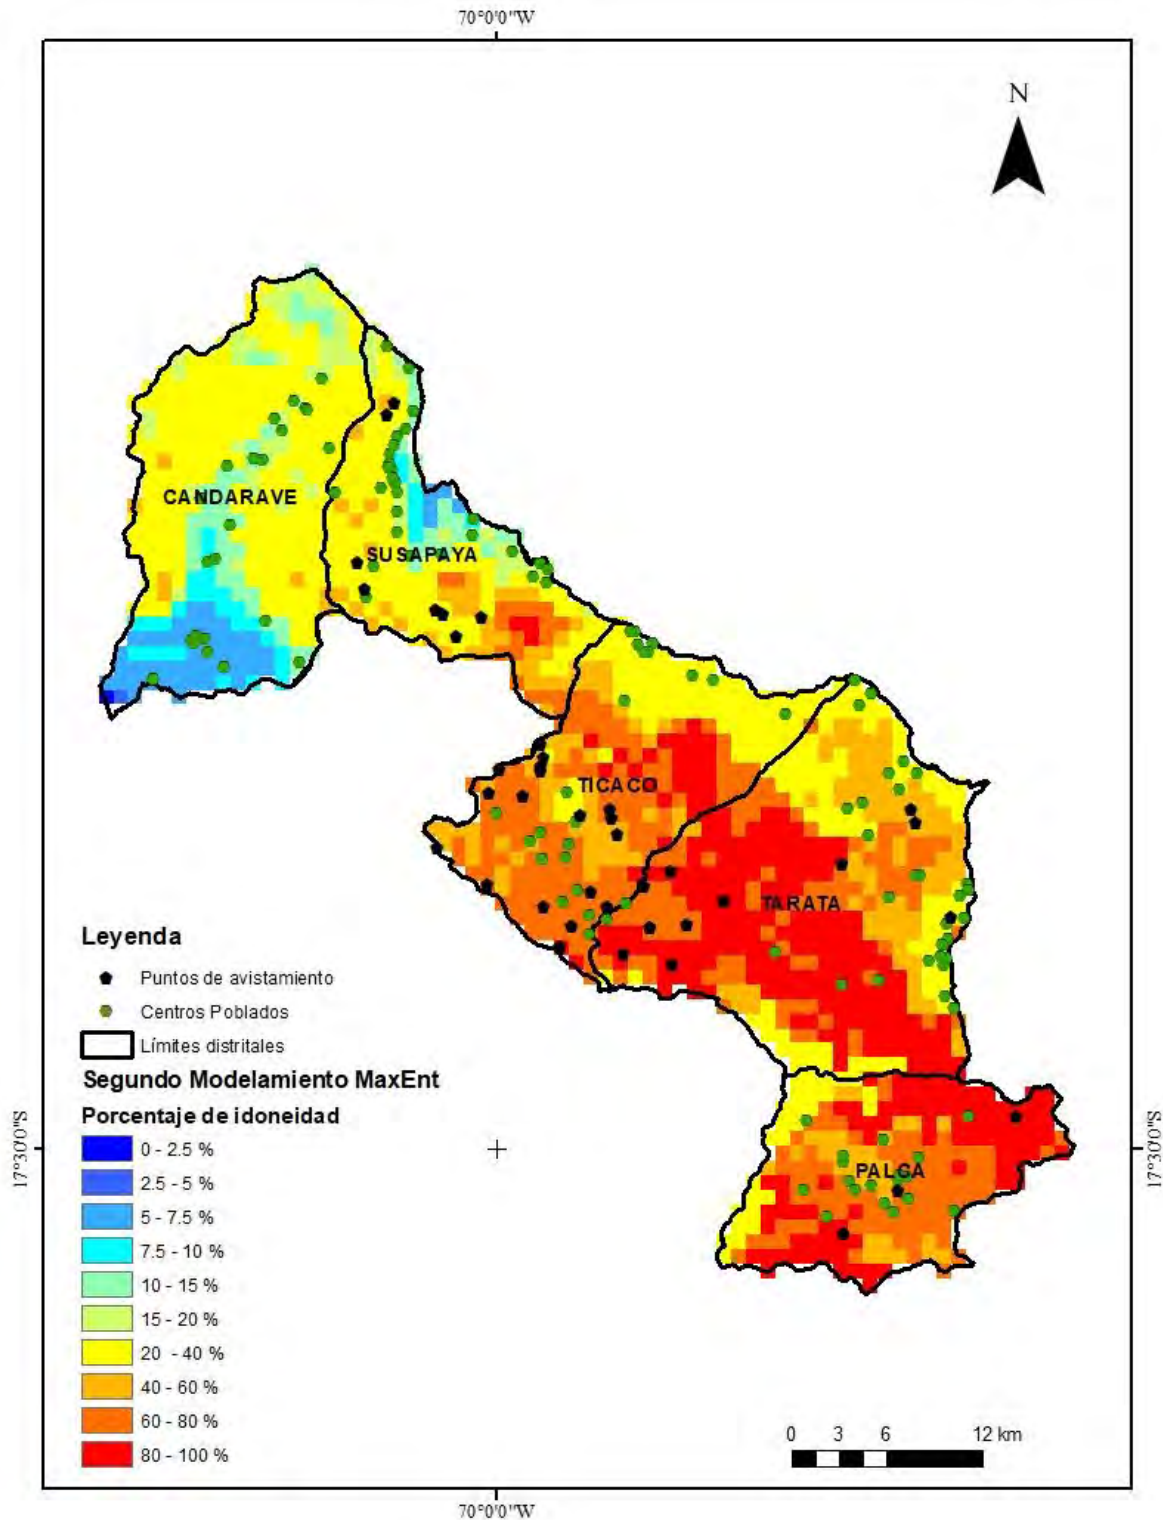 70°0'0"W
N
CANDARAVE
SUSAPAYA
TICACO
TARATA
Leyenda
Puntos de avistamiento
Centros Poblados
Límites distritales
Segundo Modelamiento MaxEnt
Porcentaje de idoneidad
17°30'0"S
17°30'0"S
0 - 2.5 %
2.5 - 5 %
PALCA
5 - 7.5 %
7.5 - 10 %
10 - 15 %
15 - 20 %
20 - 40 %
40 - 60 %
60 - 80 %
80 - 100 %
0 3 6 12 km
70°0'0"W